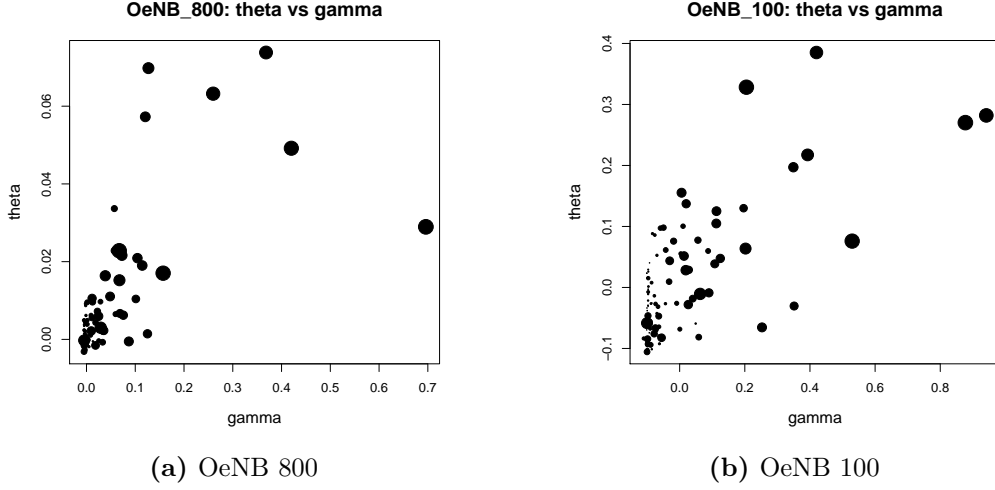 OeNB_800: theta vs gamma
theta
0.00 0.02 0.04 0.06
0.0 0.1 0.2 0.3 0.4 0.5 0.6 0.7
gamma
(a) OeNB 800
OeNB_100: theta vs gamma
theta
−0.1 0.0 0.1 0.2 0.3 0.4
0.0 0.2 0.4 0.6 0.8
gamma
(b) OeNB 100